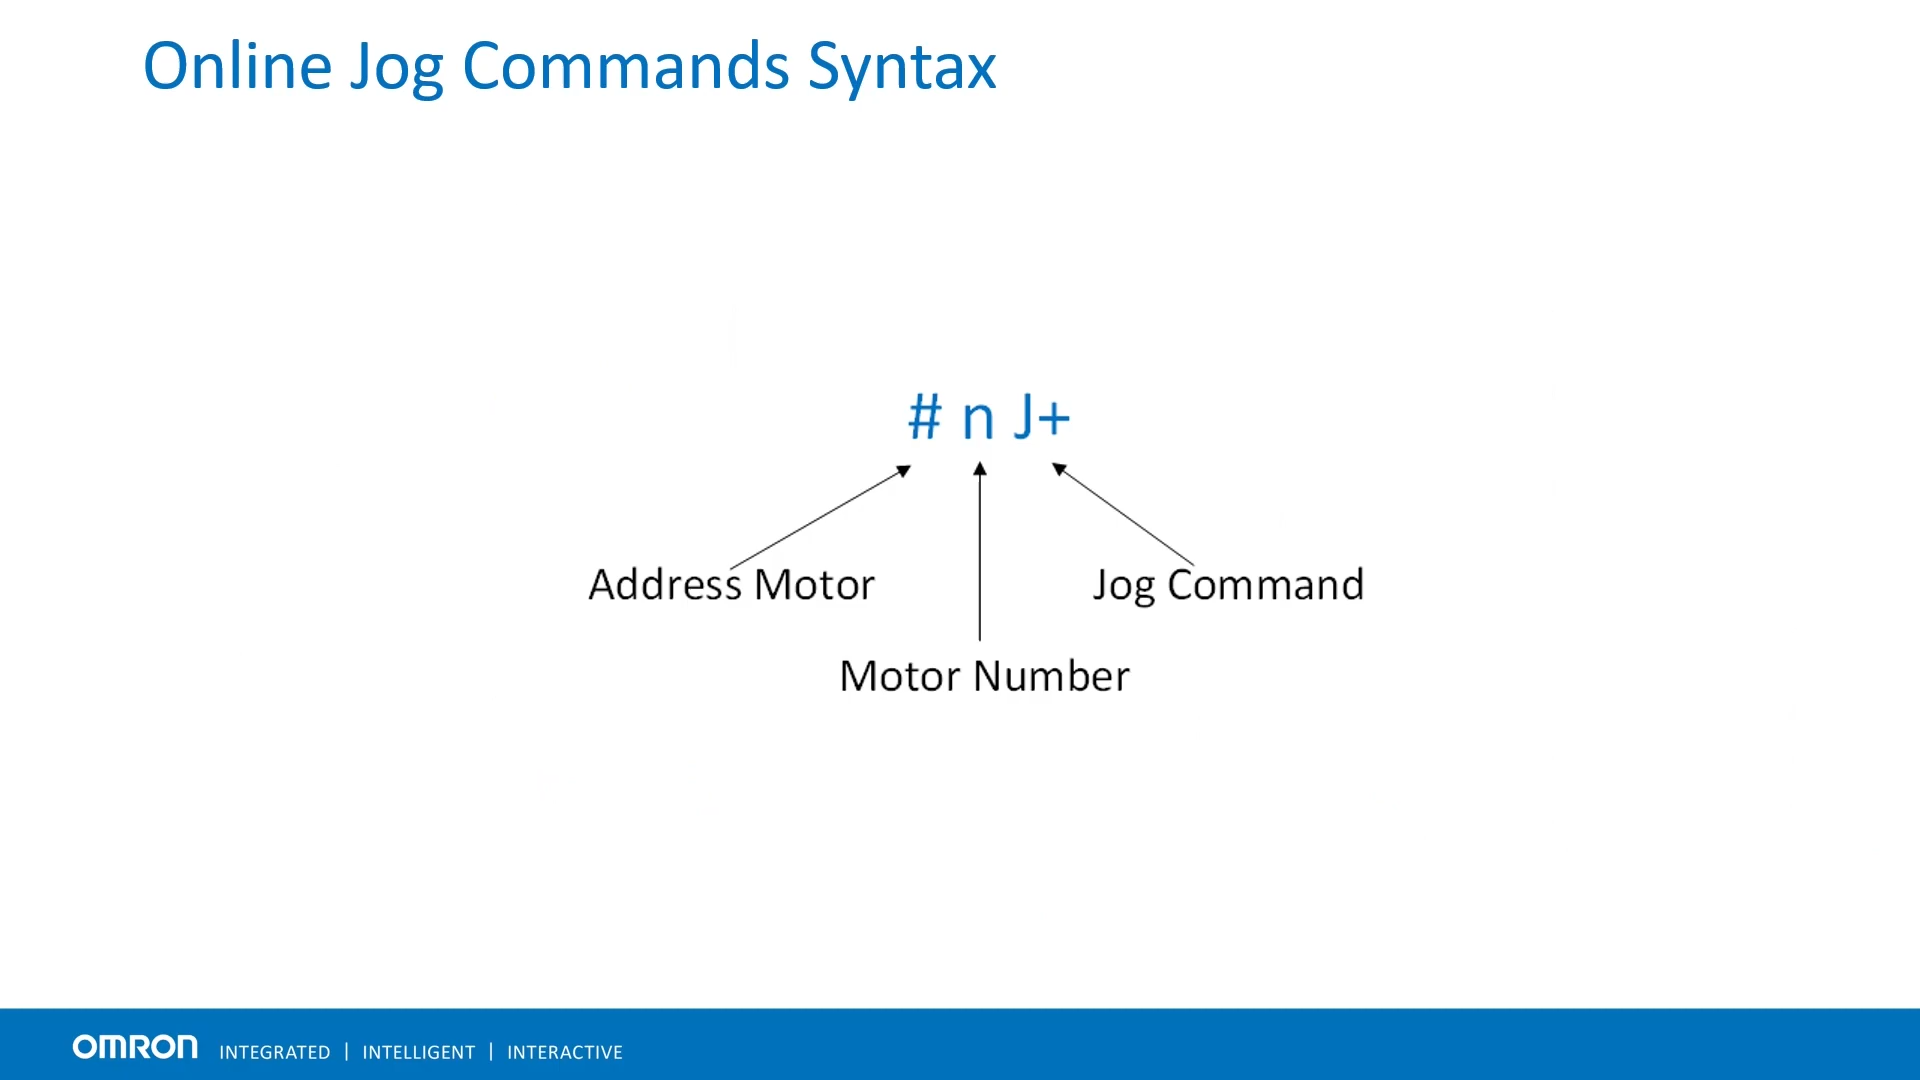 Online Jog Commands Syntax
# n J+
Address Motor
Jog Command
Motor Number
OMRON INTEGRATED | INTELLIGENT | INTERACTIVE